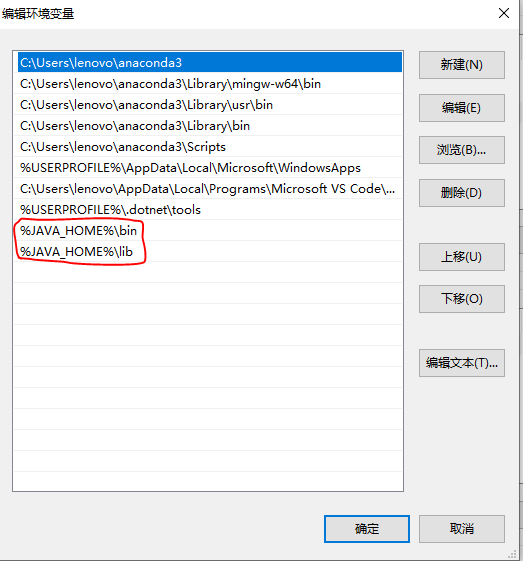 编辑环境变量
C:\Users\lenovo\anaconda3
C:\Users\lenovo\anaconda3\Library\mingw-w64\bin
C:\Users\lenovo\anaconda3\Library\usr\bin
C:\Users\lenovo\anaconda3\Library\bin
C:\Users\lenovo\anaconda3\Scripts
%USERPROFILE%\AppData\Local\Microsoft\WindowsApps
C:\Users\lenovo\AppData\Local\Programs\Microsoft VS Code\...
%USERPROFILE%\.dotnet\tools
%JAVA_HOME%\bin
%JAVA_HOME%\lib
新建(N)
编辑(E)
浏览(B)...
删除(D)
上移(U)
下移(O)
编辑文本(T)...
确定
取消